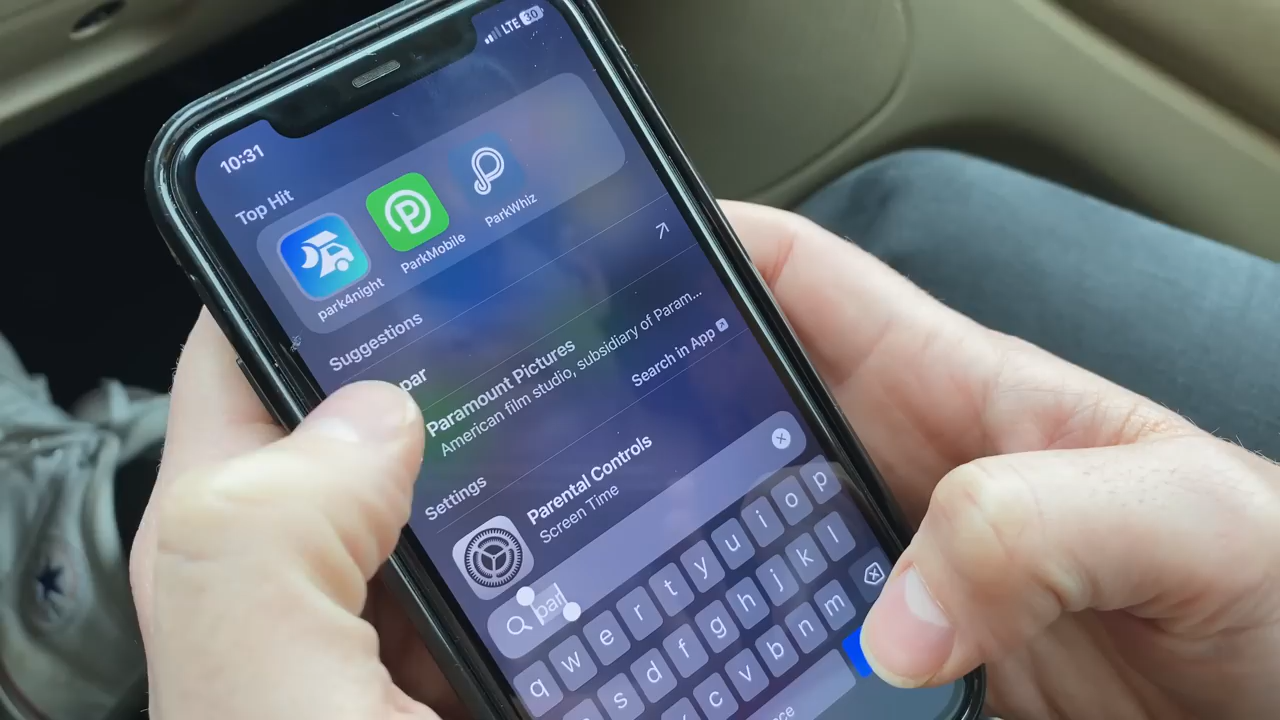 LTE 30
10:31
Top Hit
park4night
ParkMobile
ParkWhiz
Suggestions
par
Paramount Pictures
American film studio, subsidiary of Param...
Search in App
Settings
Parental Controls
Screen Time
par
q w e r t y u i o p
s d f g h j k l
c v b n m